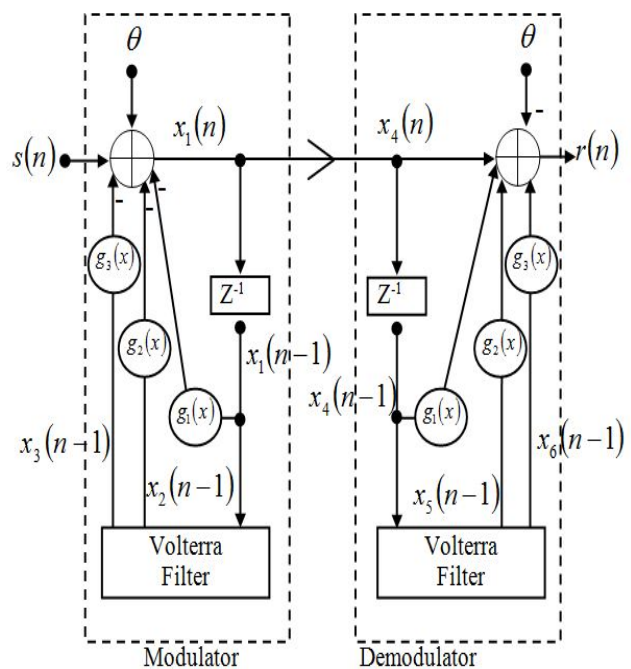 θ
θ
x₁(n)
x₄(n)
s(n)
r(n)
-
-
-
-
g₃(x)
g₃(x)
Z⁻¹
Z⁻¹
g₂(x)
g₂(x)
x₁(n−1)
x₄(n−1)
g₁(x)
g₁(x)
x₃(n−1)
x₆(n−1)
x₂(n−1)
x₅(n−1)
Volterra
Filter
Volterra
Filter
Modulator
Demodulator